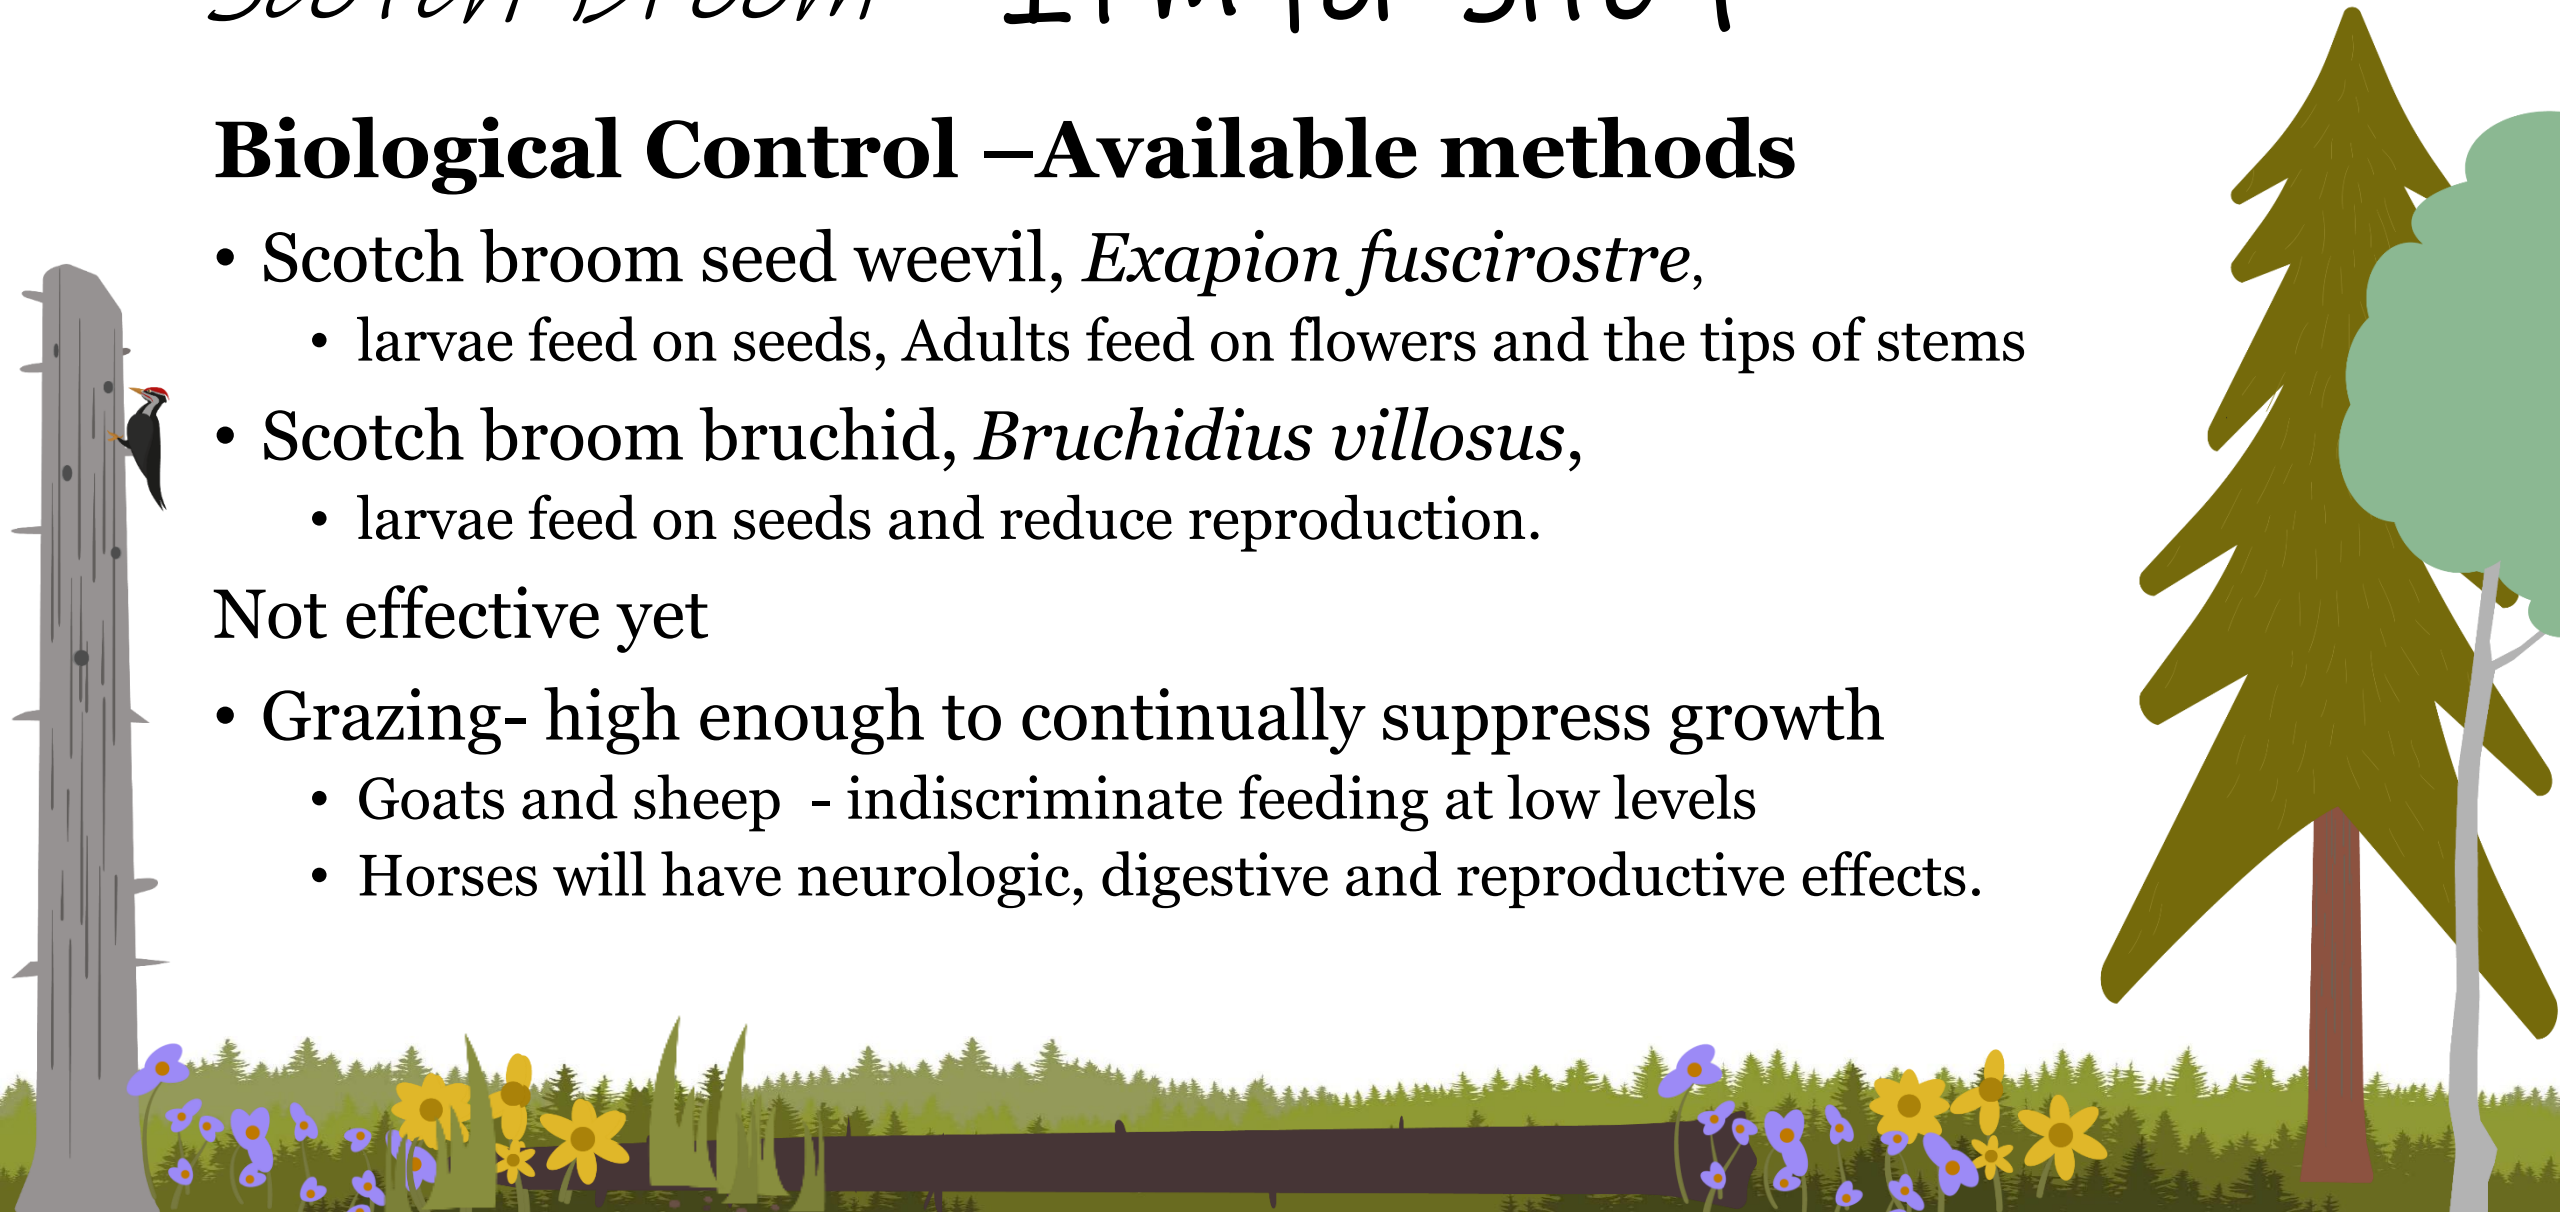 Scotch Broom
Biological Control –Available methods
• Scotch broom seed weevil, Exapion fuscirostre,
• larvae feed on seeds, Adults feed on flowers and the tips of stems
• Scotch broom bruchid, Bruchidius villosus,
• larvae feed on seeds and reduce reproduction.
Not effective yet
• Grazing- high enough to continually suppress growth
• Goats and sheep  - indiscriminate feeding at low levels
• Horses will have neurologic, digestive and reproductive effects.